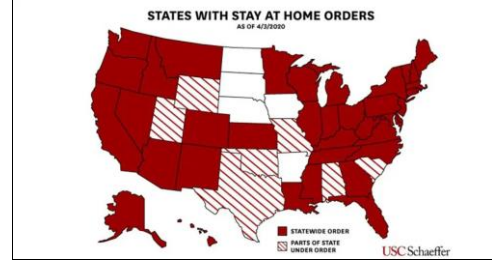 STATES WITH STAY AT HOME ORDERS
AS OF 4/3/2020
STATEWIDE ORDER
PARTS OF STATE
UNDER ORDER
USC Schaeffer